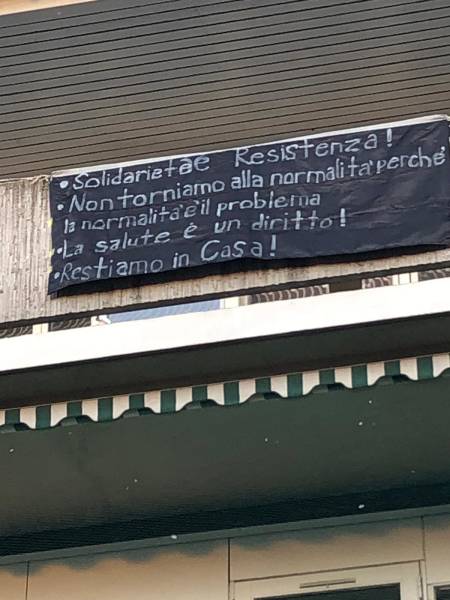 • Solidarietàe Resistenza!
• Non torniamo alla normalità perché
la normalità è il problema
• La salute è un diritto!
• Restiamo in Casa!